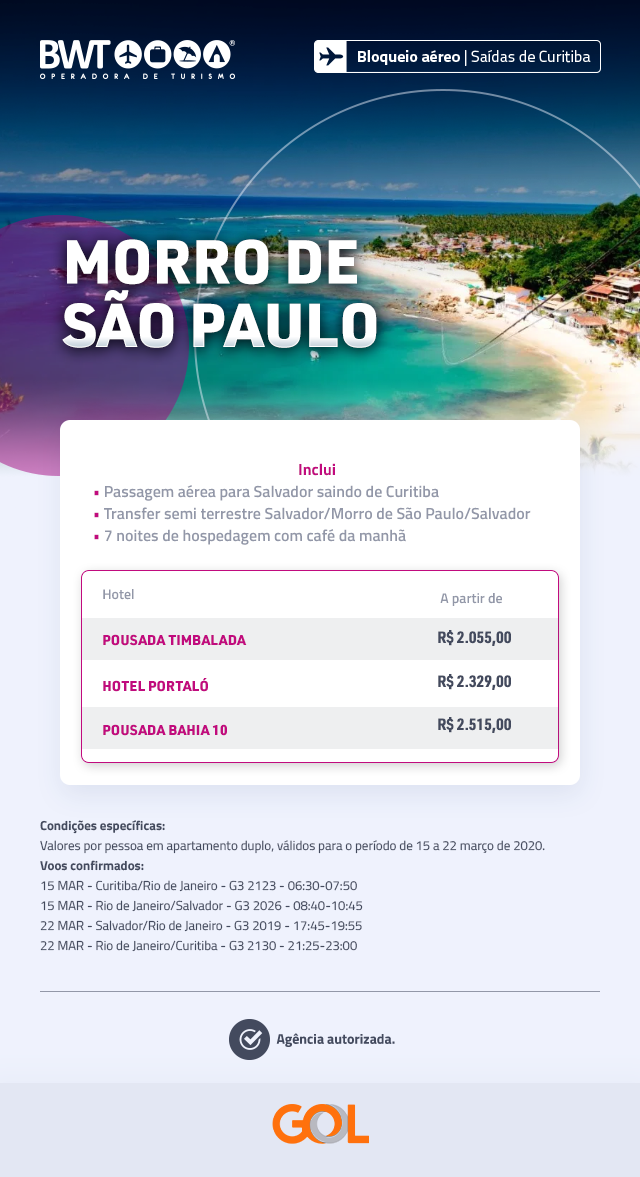 BWT
OPERADORA DE TURISMO
Bloqueio aéreo | Saídas de Curitiba
MORRO DE
SÃO PAULO
Inclui
▪ Passagem aérea para Salvador saindo de Curitiba
▪ Transfer semi terrestre Salvador/Morro de São Paulo/Salvador
▪ 7 noites de hospedagem com café da manhã
Hotel A partir de
POUSADA TIMBALADA R$ 2.055,00
HOTEL PORTALÓ R$ 2.329,00
POUSADA BAHIA 10 R$ 2.515,00
Condições específicas:
Valores por pessoa em apartamento duplo, válidos para o período de 15 a 22 março de 2020.
Voos confirmados:
15 MAR - Curitiba/Rio de Janeiro - G3 2123 - 06:30-07:50
15 MAR - Rio de Janeiro/Salvador - G3 2026 - 08:40-10:45
22 MAR - Salvador/Rio de Janeiro - G3 2019 - 17:45-19:55
22 MAR - Rio de Janeiro/Curitiba - G3 2130 - 21:25-23:00
Agência autorizada.
GOL